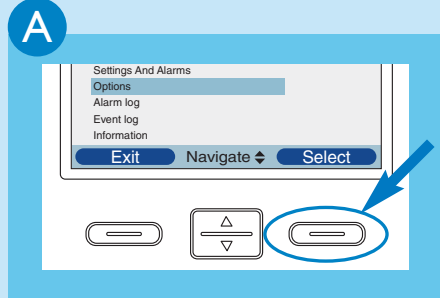 A
Settings And Alarms
Options
Alarm log
Event log
Information
Exit Navigate Select